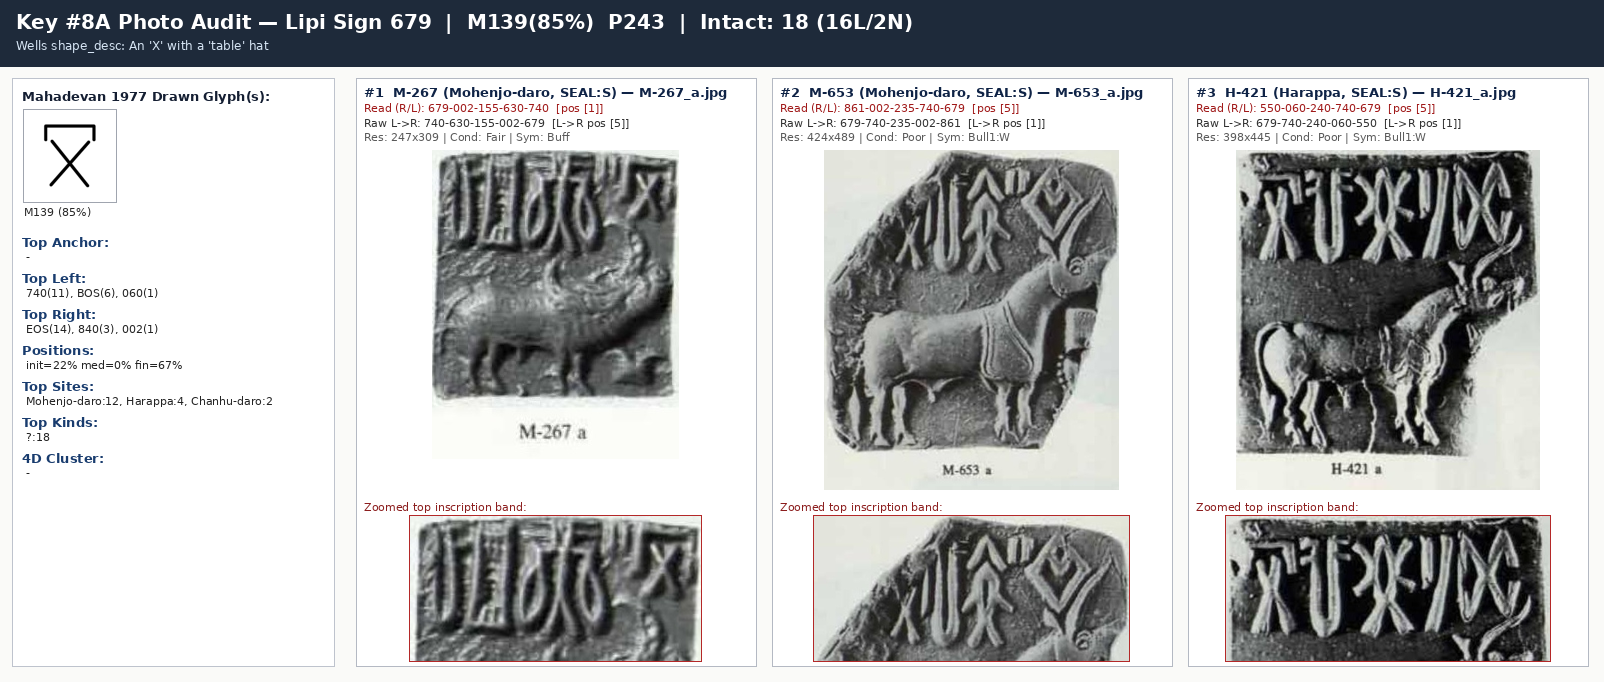 Key #8A Photo Audit — Lipi Sign 679 | M139(85%) P243 | Intact: 18 (16L/2N)
Wells shape_desc: An 'X' with a 'table' hat
Mahadevan 1977 Drawn Glyph(s):
M139 (85%)
Top Anchor:
-
Top Left:
740(11), BOS(6), 060(1)
Top Right:
EOS(14), 840(3), 002(1)
Positions:
init=22% med=0% fin=67%
Top Sites:
Mohenjo-daro:12, Harappa:4, Chanhu-daro:2
Top Kinds:
?:18
4D Cluster:
-
#1 M-267 (Mohenjo-daro, SEAL:S) — M-267_a.jpg
Read (R/L): 679-002-155-630-740 [pos [1]]
Raw L->R: 740-630-155-002-679 [L->R pos [5]]
Res: 247x309 | Cond: Fair | Sym: Buff
M-267 a
Zoomed top inscription band:
#2 M-653 (Mohenjo-daro, SEAL:S) — M-653_a.jpg
Read (R/L): 861-002-235-740-679 [pos [5]]
Raw L->R: 679-740-235-002-861 [L->R pos [1]]
Res: 424x489 | Cond: Poor | Sym: Bull1:W
M-653 a
Zoomed top inscription band:
#3 H-421 (Harappa, SEAL:S) — H-421_a.jpg
Read (R/L): 550-060-240-740-679 [pos [5]]
Raw L->R: 679-740-240-060-550 [L->R pos [1]]
Res: 398x445 | Cond: Poor | Sym: Bull1:W
H-421 a
Zoomed top inscription band: